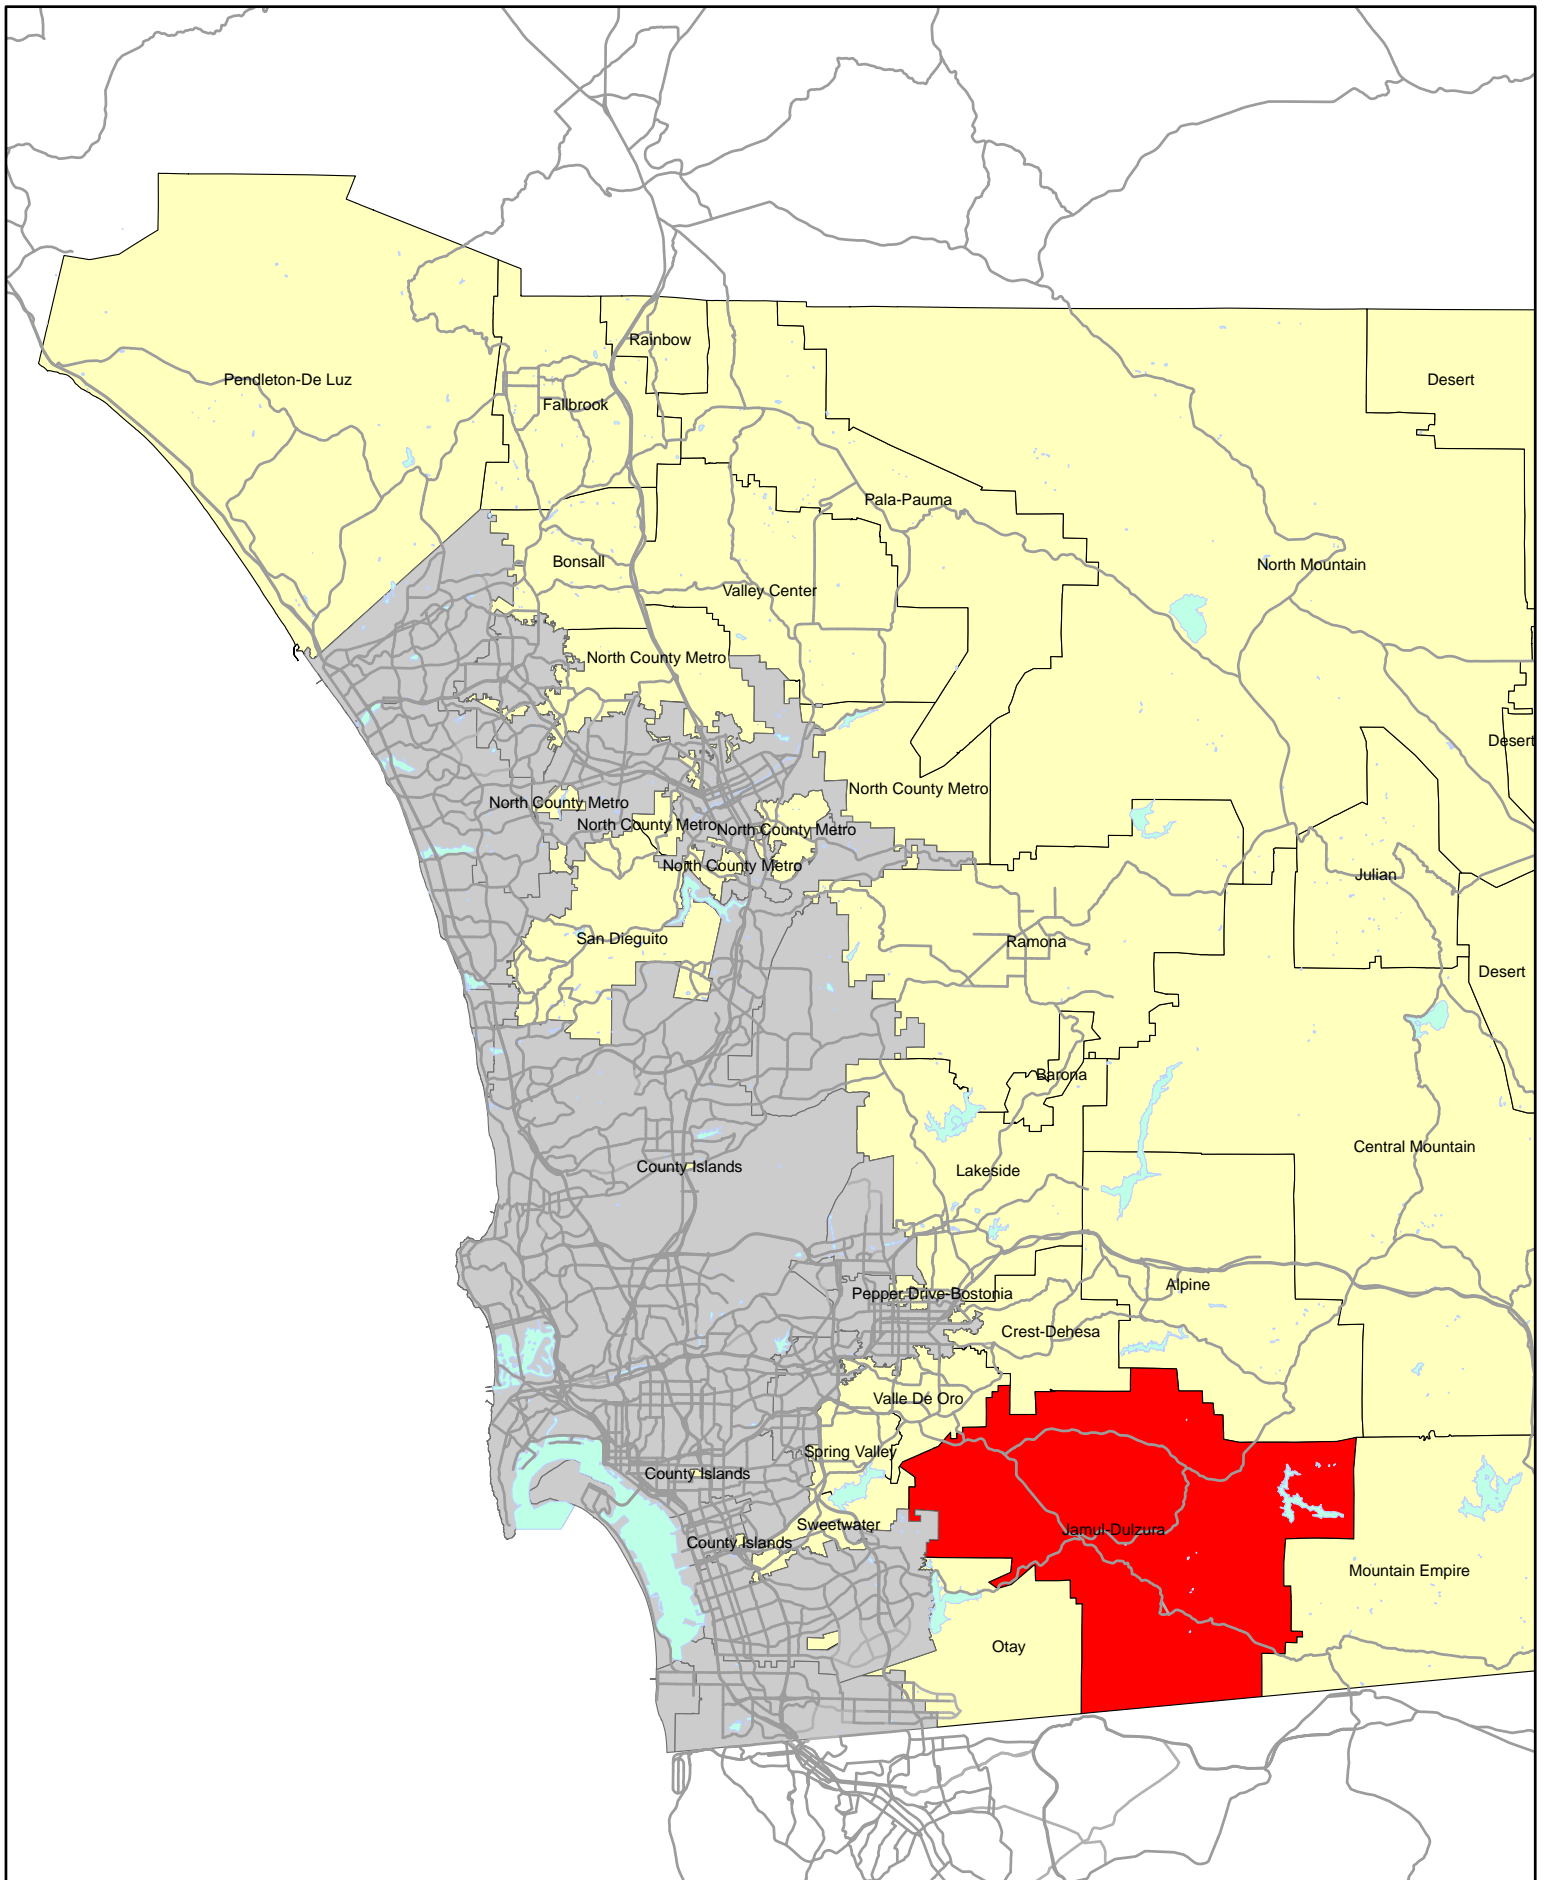 Rainbow
Pendleton-De Luz
Desert
Fallbrook
Pala-Pauma
Bonsall
North Mountain
Valley Center
North County Metro
Desert
North County Metro
North County Metro
North County Metro
North County Metro
North County Metro
Julian
San Dieguito
Ramona
Desert
Barona
Central Mountain
County Islands
Lakeside
Alpine
Pepper Drive-Bostonia
Crest-Dehesa
Valle De Oro
Spring Valley
County Islands
Sweetwater
Jamul-Dulzura
County Islands
Mountain Empire
Otay